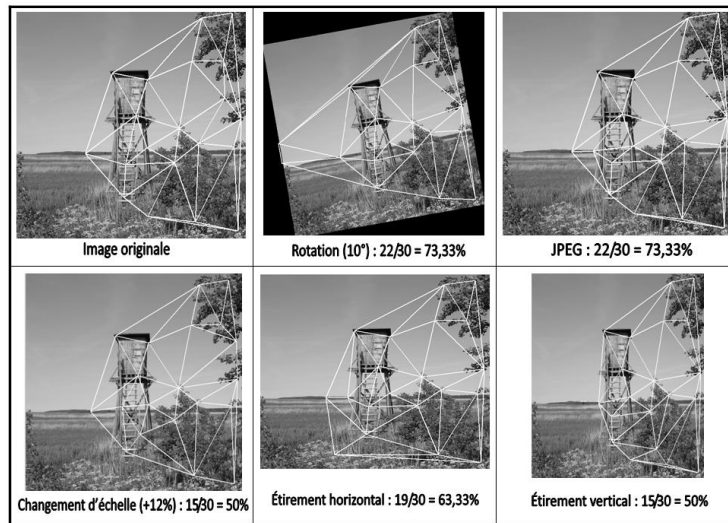 Image originale
Rotation (10°) : 22/30 = 73,33%
JPEG : 22/30 = 73,33%
Changement d'échelle (+12%) : 15/30 = 50%
Étirement horizontal : 19/30 = 63,33%
Étirement vertical : 15/30 = 50%